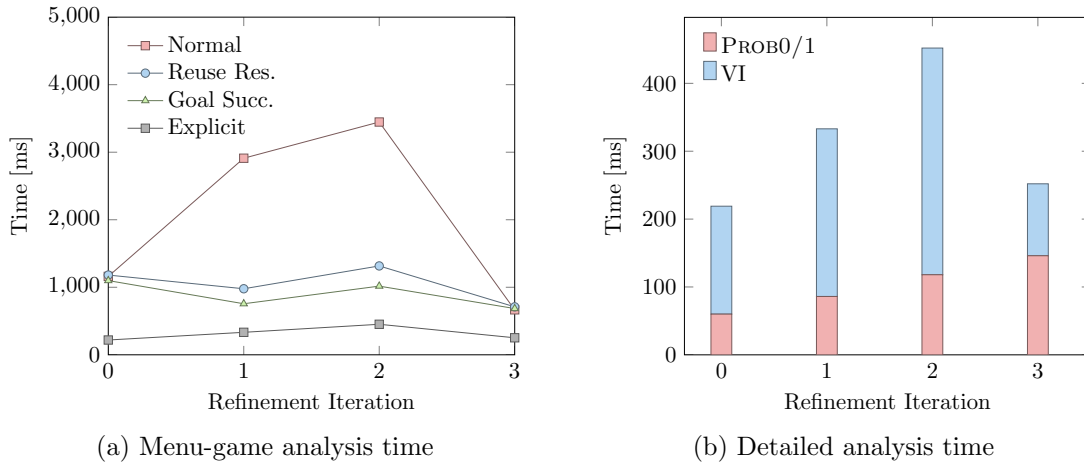 5,000
4,000
3,000
2,000
1,000
0
Time [ms]
Normal
Reuse Res.
Goal Succ.
Explicit
0 1 2 3
Refinement Iteration
(a) Menu-game analysis time
400
300
200
100
0
Time [ms]
PROB0/1
VI
0 1 2 3
Refinement Iteration
(b) Detailed analysis time